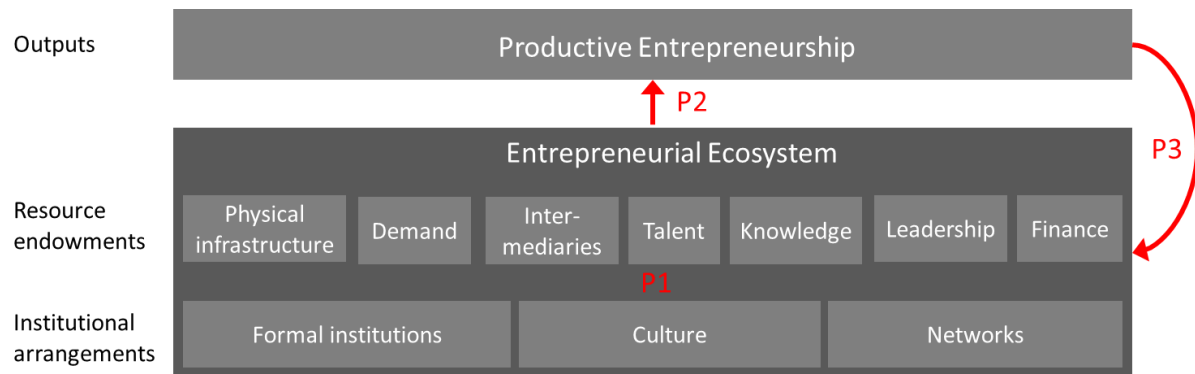 Outputs
Productive Entrepreneurship
P2
P3
Entrepreneurial Ecosystem
Resource
endowments
Physical
infrastructure
Demand
Inter-
mediaries
Talent
Knowledge
Leadership
Finance
P1
Institutional
arrangements
Formal institutions
Culture
Networks